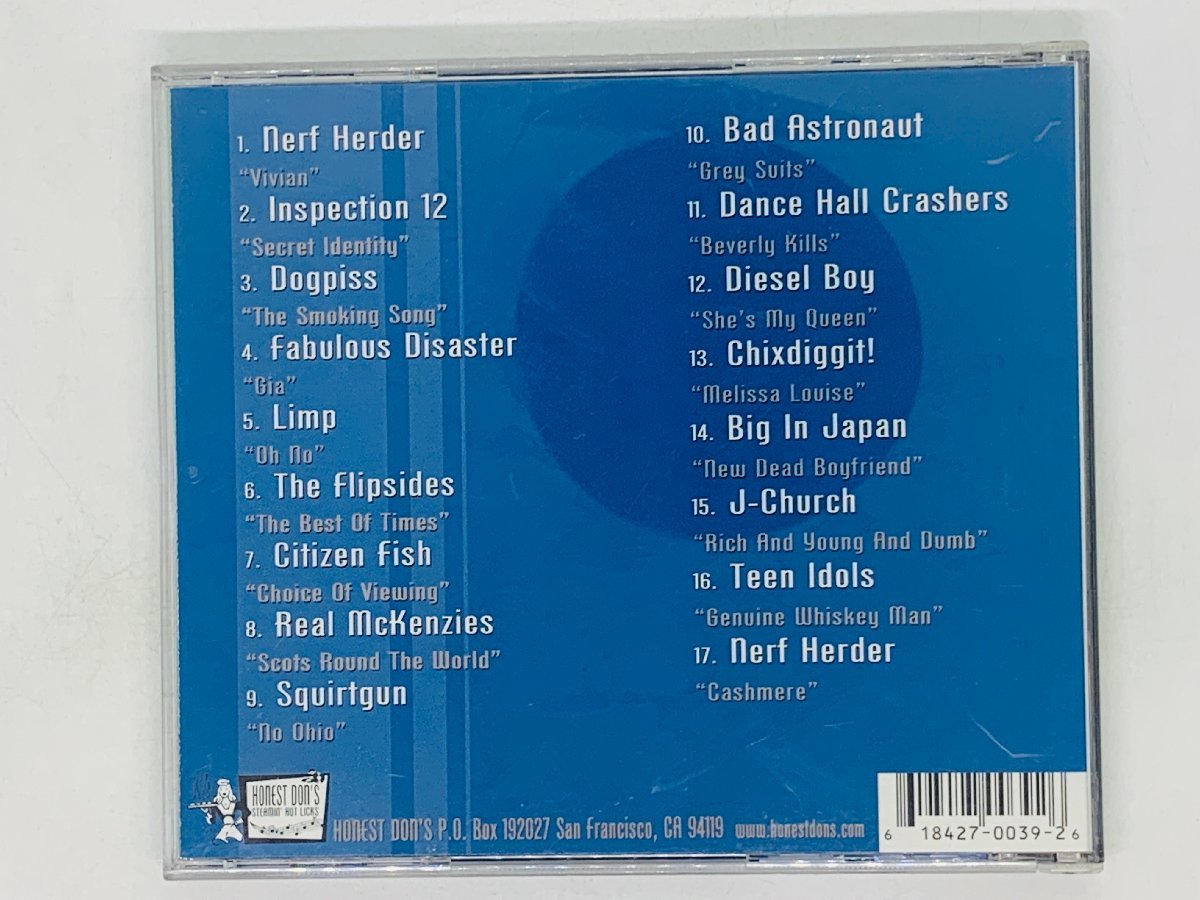 1. Nerf Herder
"Vivian"
2. Inspection 12
"Secret Identity"
3. Dogpiss
"The Smoking Song"
4. Fabulous Disaster
"Gia"
5. Limp
"Oh No"
6. The Flipsides
"The Best Of Times"
7. Citizen Fish
"Choice Of Viewing"
8. Real McKenzies
"Scots Round The World"
9. Squirtgun
"No Ohio"
10. Bad Astronaut
"Grey Suits"
11. Dance Hall Crashers
"Beverly Kills"
12. Diesel Boy
"She's My Queen"
13. Chixdiggit!
"Melissa Louise"
14. Big In Japan
"New Dead Boyfriend"
15. J-Church
"Rich And Young And Dumb"
16. Teen Idols
"Genuine Whiskey Man"
17. Nerf Herder
"Cashmere"
HONEST DON'S
STEAMIN' HOT LICKS
HONEST DON'S P.O. Box 192027 San Francisco, CA 94119 www.honestdons.com
6 18427-0039-2 6